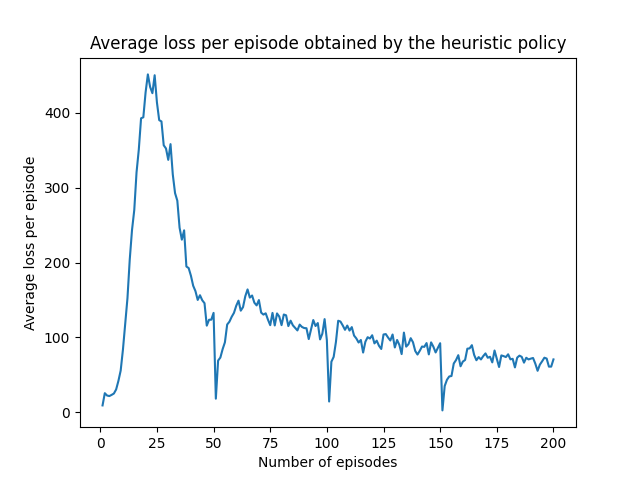 Average loss per episode obtained by the heuristic policy
400
300
200
100
0
Average loss per episode
0 25 50 75 100 125 150 175 200
Number of episodes